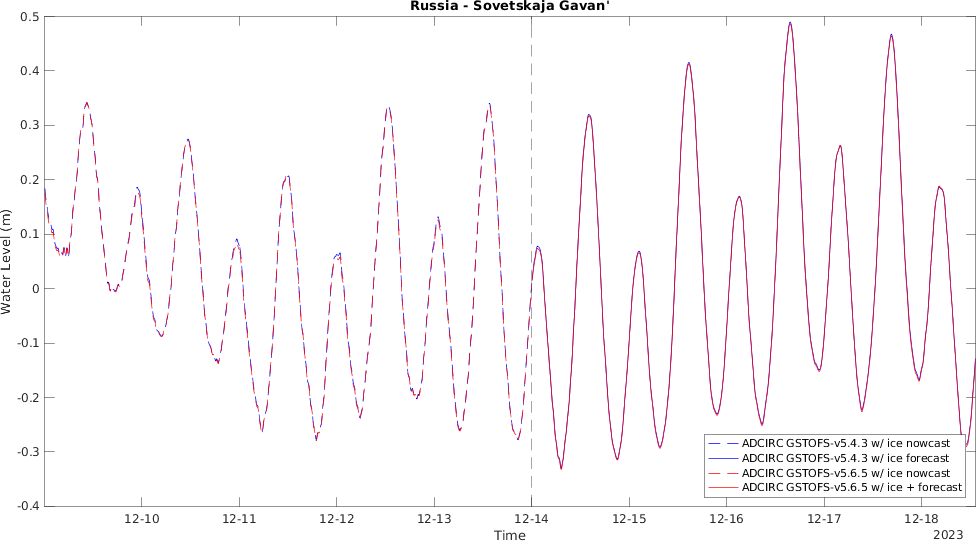 Russia - Sovetskaja Gavan'
0.5
0.4
0.3
0.2
0.1
0
-0.1
-0.2
-0.3
-0.4
Water Level (m)
ADCIRC GSTOFS-v5.4.3 w/ ice nowcast
ADCIRC GSTOFS-v5.4.3 w/ ice forecast
ADCIRC GSTOFS-v5.6.5 w/ ice nowcast
ADCIRC GSTOFS-v5.6.5 w/ ice + forecast
12-10 12-11 12-12 12-13 12-14 12-15 12-16 12-17 12-18
Time
2023